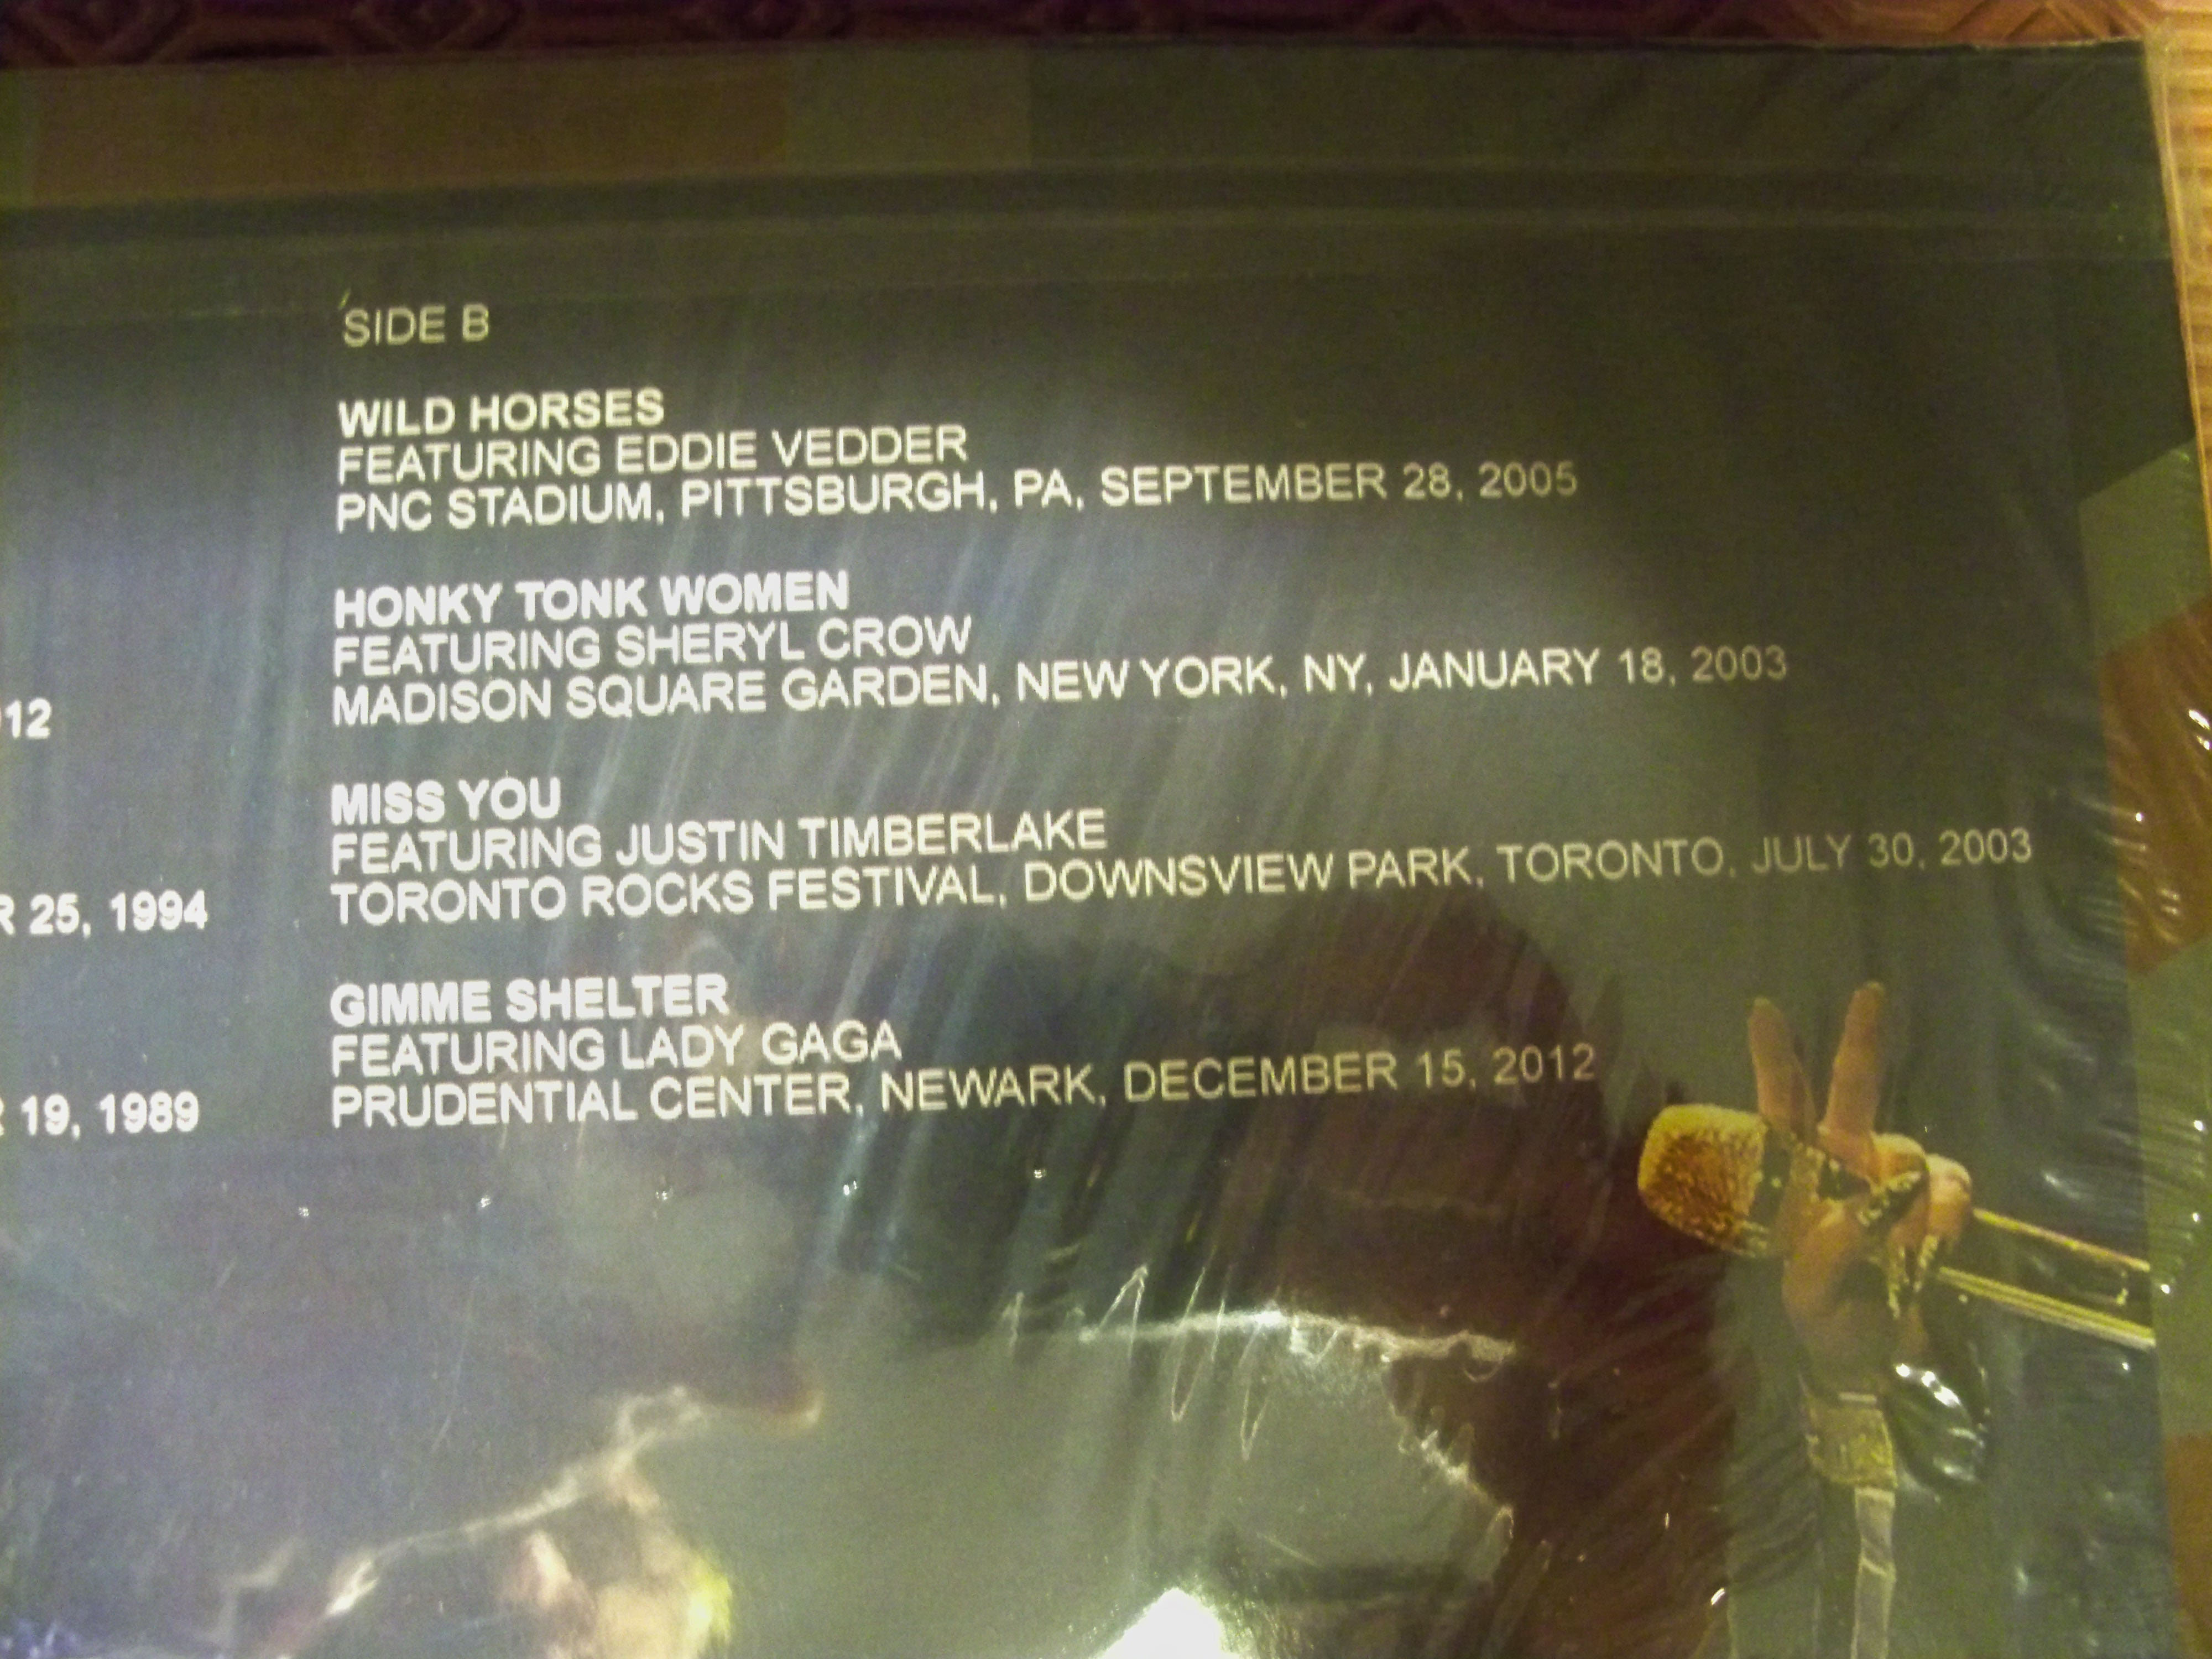 SIDE B
WILD HORSES
FEATURING EDDIE VEDDER
PNC STADIUM, PITTSBURGH, PA, SEPTEMBER 28, 2005
HONKY TONK WOMEN
FEATURING SHERYL CROW
MADISON SQUARE GARDEN, NEW YORK, NY, JANUARY 18, 2003
MISS YOU
FEATURING JUSTIN TIMBERLAKE
TORONTO ROCKS FESTIVAL, DOWNSVIEW PARK, TORONTO, JULY 30, 2003
GIMME SHELTER
FEATURING LADY GAGA
PRUDENTIAL CENTER, NEWARK, DECEMBER 15, 2012
12
R 25, 1994
19, 1989